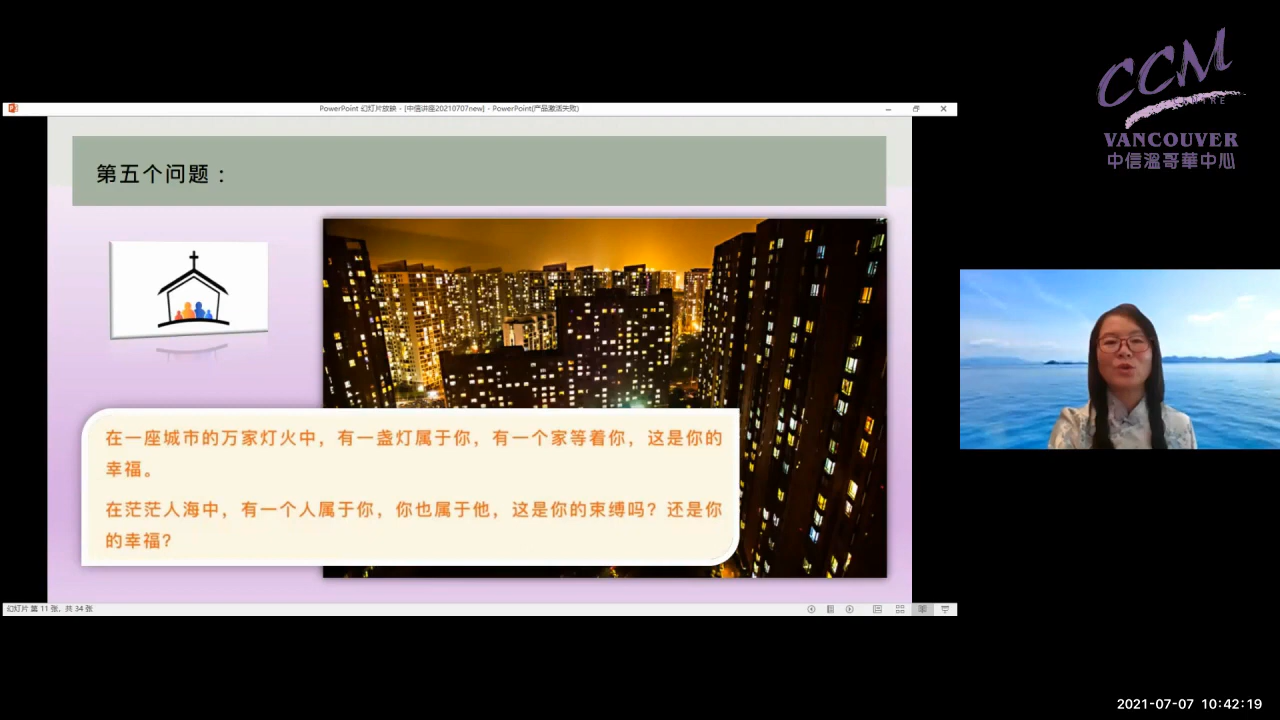 CCM
CENTRE
VANCOUVER
中信溫哥華中心
PowerPoint 幻灯片放映 - [中信讲座20210707new] - PowerPoint(产品激活失败)
第五个问题：
在一座城市的万家灯火中，有一盏灯属于你，有一个家等着你，这是你的
幸福。
在茫茫人海中，有一个人属于你，你也属于他，这是你的束缚吗？还是你
的幸福？
幻灯片 第 11 张，共 34 张
2021-07-07 10:42:19